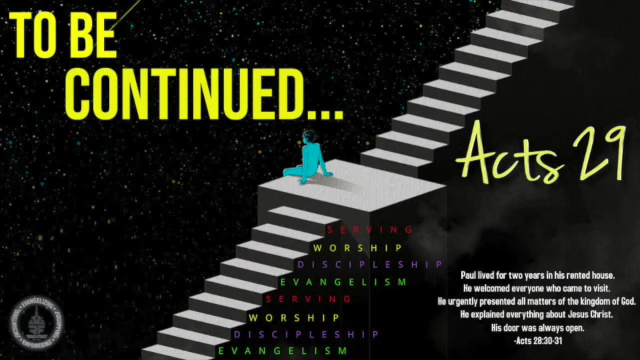 TO BE
CONTINUED...
Acts 29
SERVING
WORSHIP
DISCIPLESHIP
EVANGELISM
SERVING
WORSHIP
DISCIPLESHIP
EVANGELISM
Paul lived for two years in his rented house.
He welcomed everyone who came to visit.
He urgently presented all matters of the kingdom of God.
He explained everything about Jesus Christ.
His door was always open.
-Acts 28:30-31